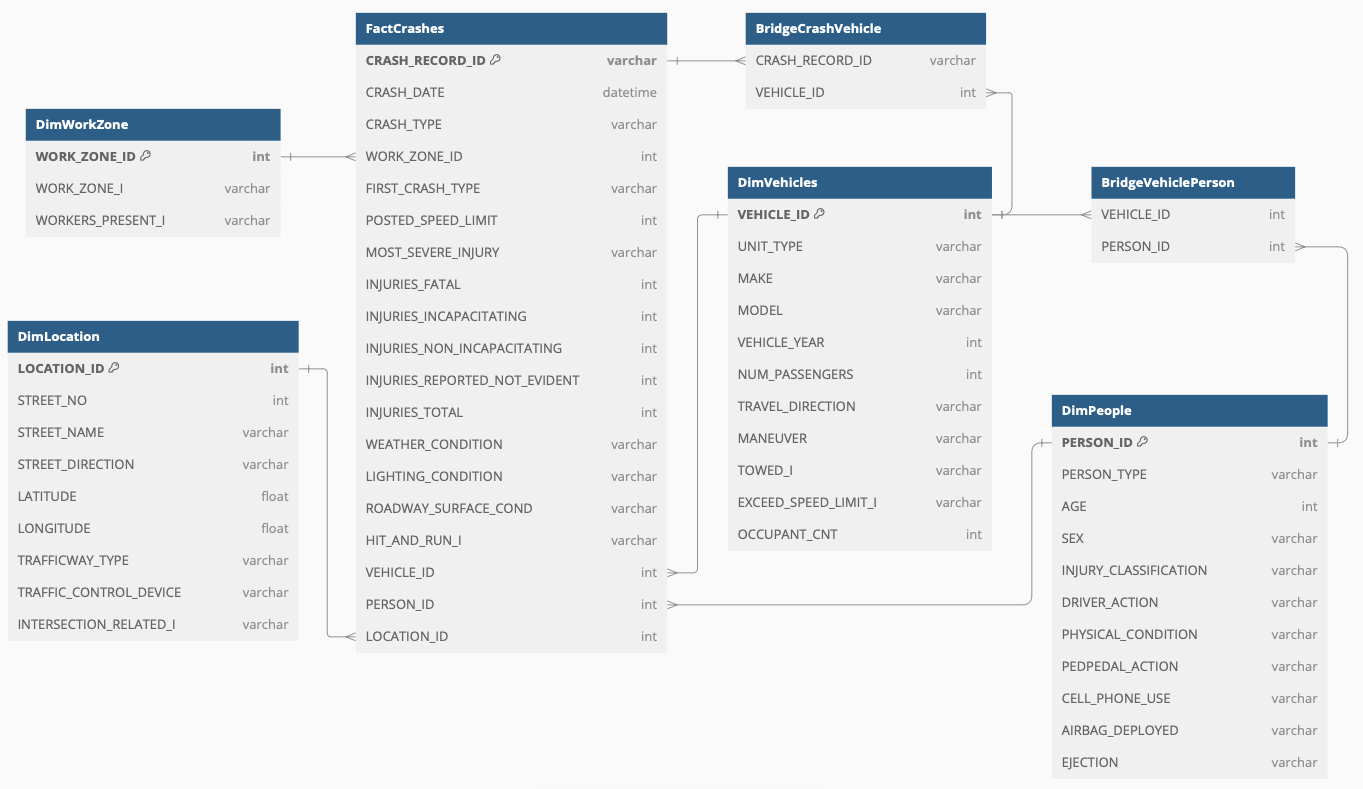 FactCrashes
CRASH_RECORD_ID varchar
CRASH_DATE datetime
CRASH_TYPE varchar
WORK_ZONE_ID int
FIRST_CRASH_TYPE varchar
POSTED_SPEED_LIMIT int
MOST_SEVERE_INJURY varchar
INJURIES_FATAL int
INJURIES_INCAPACITATING int
INJURIES_NON_INCAPACITATING int
INJURIES_REPORTED_NOT_EVIDENT int
INJURIES_TOTAL int
WEATHER_CONDITION varchar
LIGHTING_CONDITION varchar
ROADWAY_SURFACE_COND varchar
HIT_AND_RUN_I varchar
VEHICLE_ID int
PERSON_ID int
LOCATION_ID int
BridgeCrashVehicle
CRASH_RECORD_ID varchar
VEHICLE_ID int
DimWorkZone
WORK_ZONE_ID int
WORK_ZONE_I varchar
WORKERS_PRESENT_I varchar
DimVehicles
VEHICLE_ID int
UNIT_TYPE varchar
MAKE varchar
MODEL varchar
VEHICLE_YEAR int
NUM_PASSENGERS int
TRAVEL_DIRECTION varchar
MANEUVER varchar
TOWED_I varchar
EXCEED_SPEED_LIMIT_I varchar
OCCUPANT_CNT int
BridgeVehiclePerson
VEHICLE_ID int
PERSON_ID int
DimLocation
LOCATION_ID int
STREET_NO int
STREET_NAME varchar
STREET_DIRECTION varchar
LATITUDE float
LONGITUDE float
TRAFFICWAY_TYPE varchar
TRAFFIC_CONTROL_DEVICE varchar
INTERSECTION_RELATED_I varchar
DimPeople
PERSON_ID int
PERSON_TYPE varchar
AGE int
SEX varchar
INJURY_CLASSIFICATION varchar
DRIVER_ACTION varchar
PHYSICAL_CONDITION varchar
PEDPEDAL_ACTION varchar
CELL_PHONE_USE varchar
AIRBAG_DEPLOYED varchar
EJECTION varchar